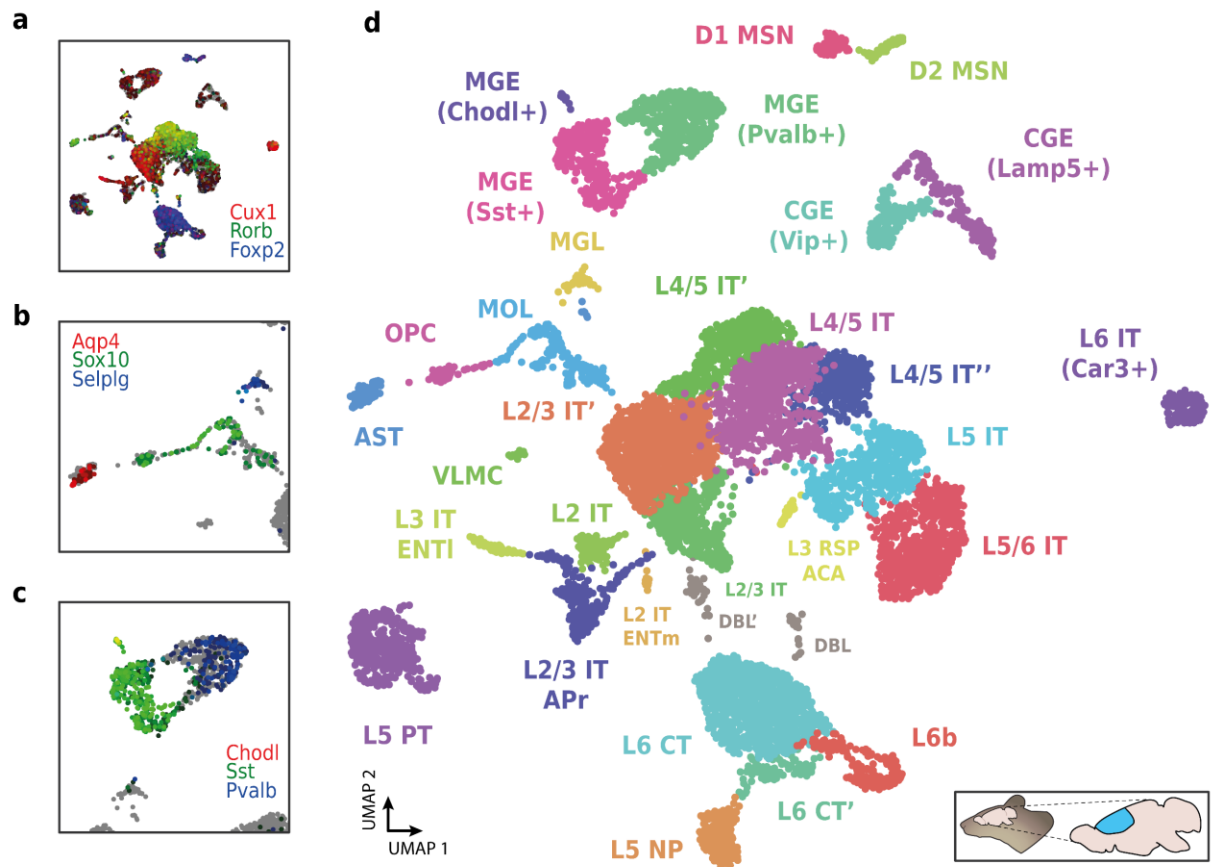 a
Cux1
Rorb
Foxp2
b
Aqp4
Sox10
Selplg
c
Chodl
Sst
Pvalb
d
D1 MSN
D2 MSN
MGE
(Chodl+)
MGE
(Pvalb+)
MGE
(Sst+)
CGE
(Lamp5+)
CGE
(Vip+)
MGL
L4/5 IT’
OPC
MOL
L4/5 IT
L4/5 IT’’
L6 IT
(Car3+)
AST
L2/3 IT’
L5 IT
VLMC
L3 IT
ENTl
L2 IT
L3 RSP
ACA
L5/6 IT
L2/3 IT
L2 IT
ENTm
DBL’
DBL
L2/3 IT
APr
L5 PT
L6 CT
L6b
L6 CT’
L5 NP
UMAP 2
UMAP 1